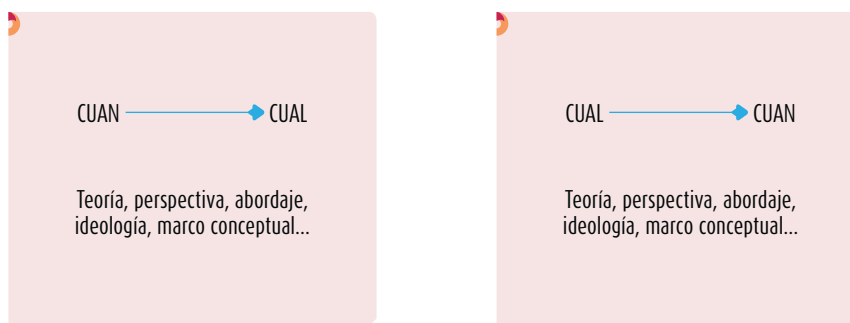 CUAN CUAL
Teoría, perspectiva, abordaje,
ideología, marco conceptual...
CUAL CUAN
Teoría, perspectiva, abordaje,
ideología, marco conceptual...